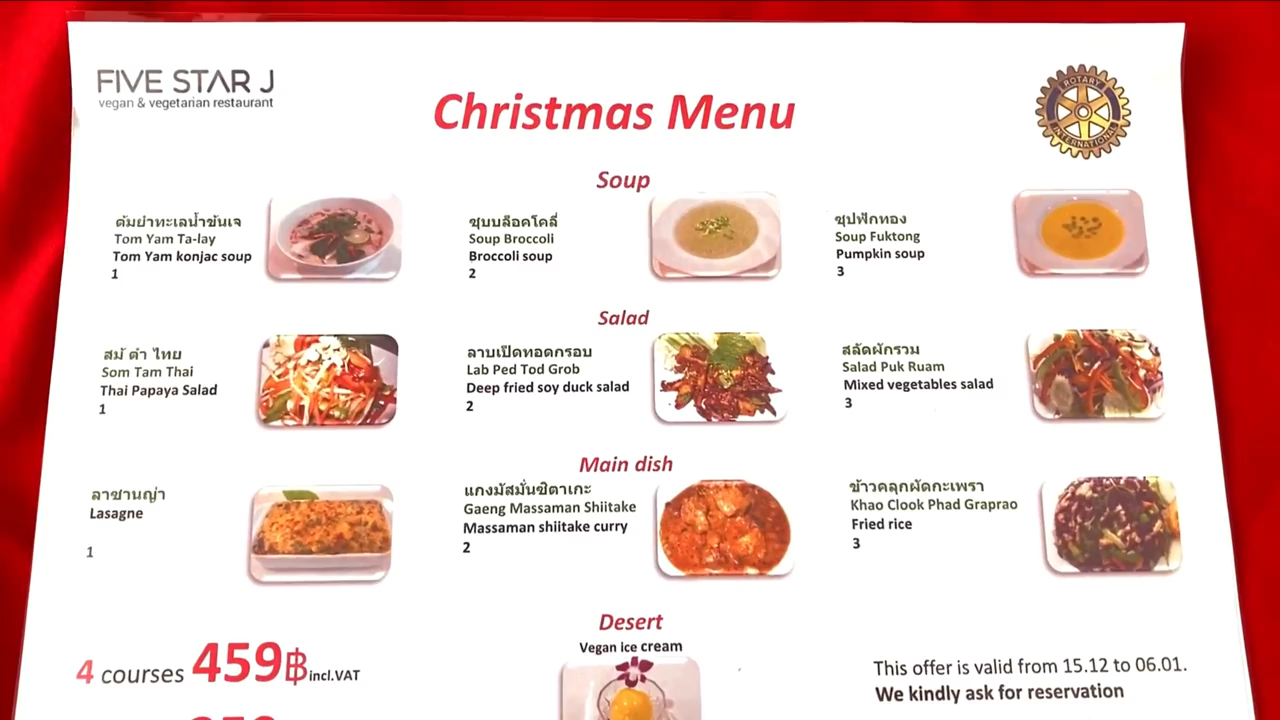 FIVE STAR J
vegan & vegetarian restaurant
Christmas Menu
ROTARY
INTERNATIONAL
Soup
ต้มยำทะเลน้ำข้นเจ
Tom Yam Ta-lay
Tom Yam konjac soup
1
ซุบบล็อคโคลี่
Soup Broccoli
Broccoli soup
2
ซุปฟักทอง
Soup Fuktong
Pumpkin soup
3
Salad
สม้ ตำ ไทย
Som Tam Thai
Thai Papaya Salad
1
ลาบเป็ดทอดกรอบ
Lab Ped Tod Grob
Deep fried soy duck salad
2
สลัดผักรวม
Salad Puk Ruam
Mixed vegetables salad
3
Main dish
ลาซานญ่า
Lasagne
1
แกงมัสมั่นชิตาเกะ
Gaeng Massaman Shiitake
Massaman shiitake curry
2
ข้าวคลุกผัดกะเพรา
Khao Clook Phad Graprao
Fried rice
3
Desert
Vegan ice cream
4 courses 459฿ incl.VAT
This offer is valid from 15.12 to 06.01.
We kindly ask for reservation